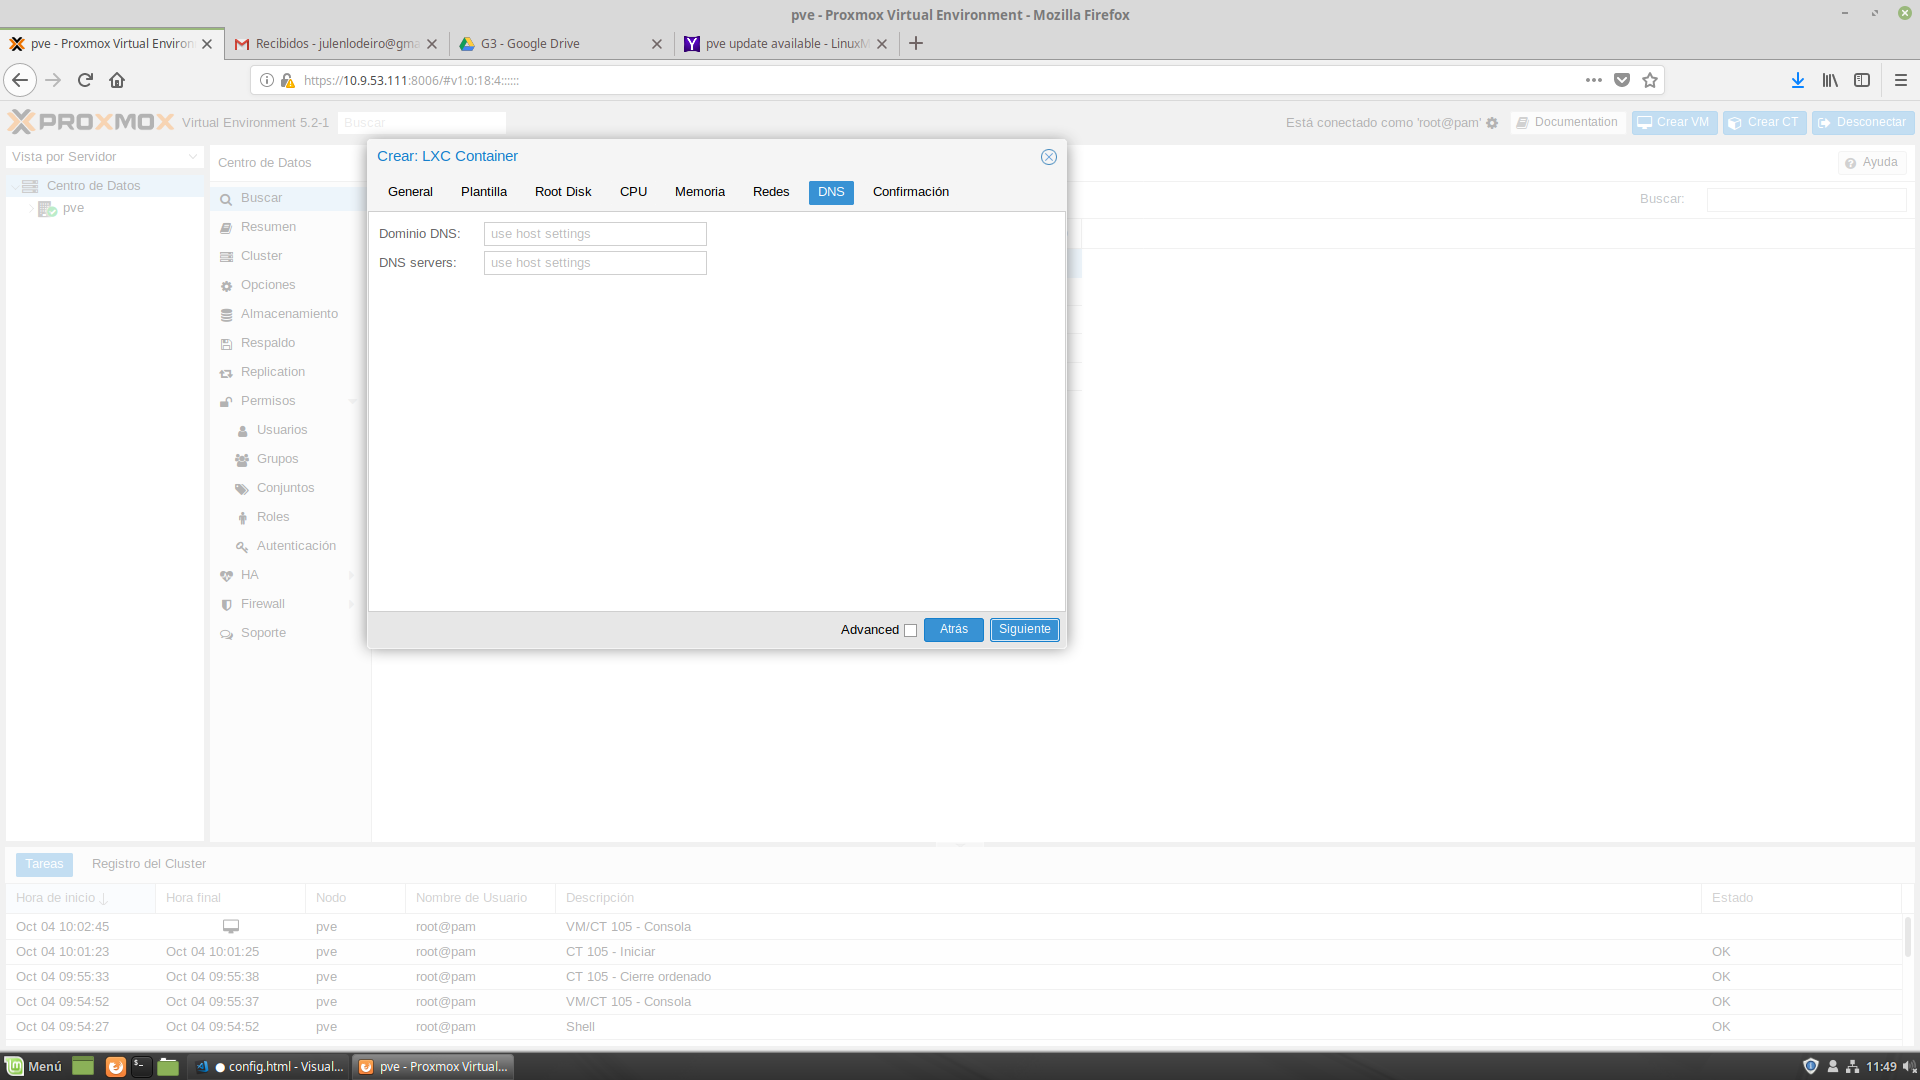 pve - Proxmox Virtual Environment - Mozilla Firefox
pve - Proxmox Virtual Environ
Recibidos - julenlodeiro@gma
G3 - Google Drive
pve update available - LinuxM
https://10.9.53.111:8006/#v1:0:18:4::::::
PROXMOX Virtual Environment 5.2-1
Buscar
Está conectado como 'root@pam'
Documentation
Crear VM
Crear CT
Desconectar
Vista por Servidor
Centro de Datos
pve
Centro de Datos
Ayuda
Buscar:
Buscar
Resumen
Cluster
Opciones
Almacenamiento
Respaldo
Replication
Permisos
Usuarios
Grupos
Conjuntos
Roles
Autenticación
HA
Firewall
Soporte
Crear: LXC Container
General Plantilla Root Disk CPU Memoria Redes DNS Confirmación
Dominio DNS: use host settings
DNS servers: use host settings
Advanced Atrás Siguiente
Tareas Registro del Cluster
Hora de inicio Hora final Nodo Nombre de Usuario Descripción Estado
Oct 04 10:02:45 pve root@pam VM/CT 105 - Consola
Oct 04 10:01:23 Oct 04 10:01:25 pve root@pam CT 105 - Iniciar OK
Oct 04 09:55:33 Oct 04 09:55:38 pve root@pam CT 105 - Cierre ordenado OK
Oct 04 09:54:52 Oct 04 09:55:37 pve root@pam VM/CT 105 - Consola OK
Oct 04 09:54:27 Oct 04 09:54:52 pve root@pam Shell OK
Menú
● config.html - Visual...
pve - Proxmox Virtual...
11:49